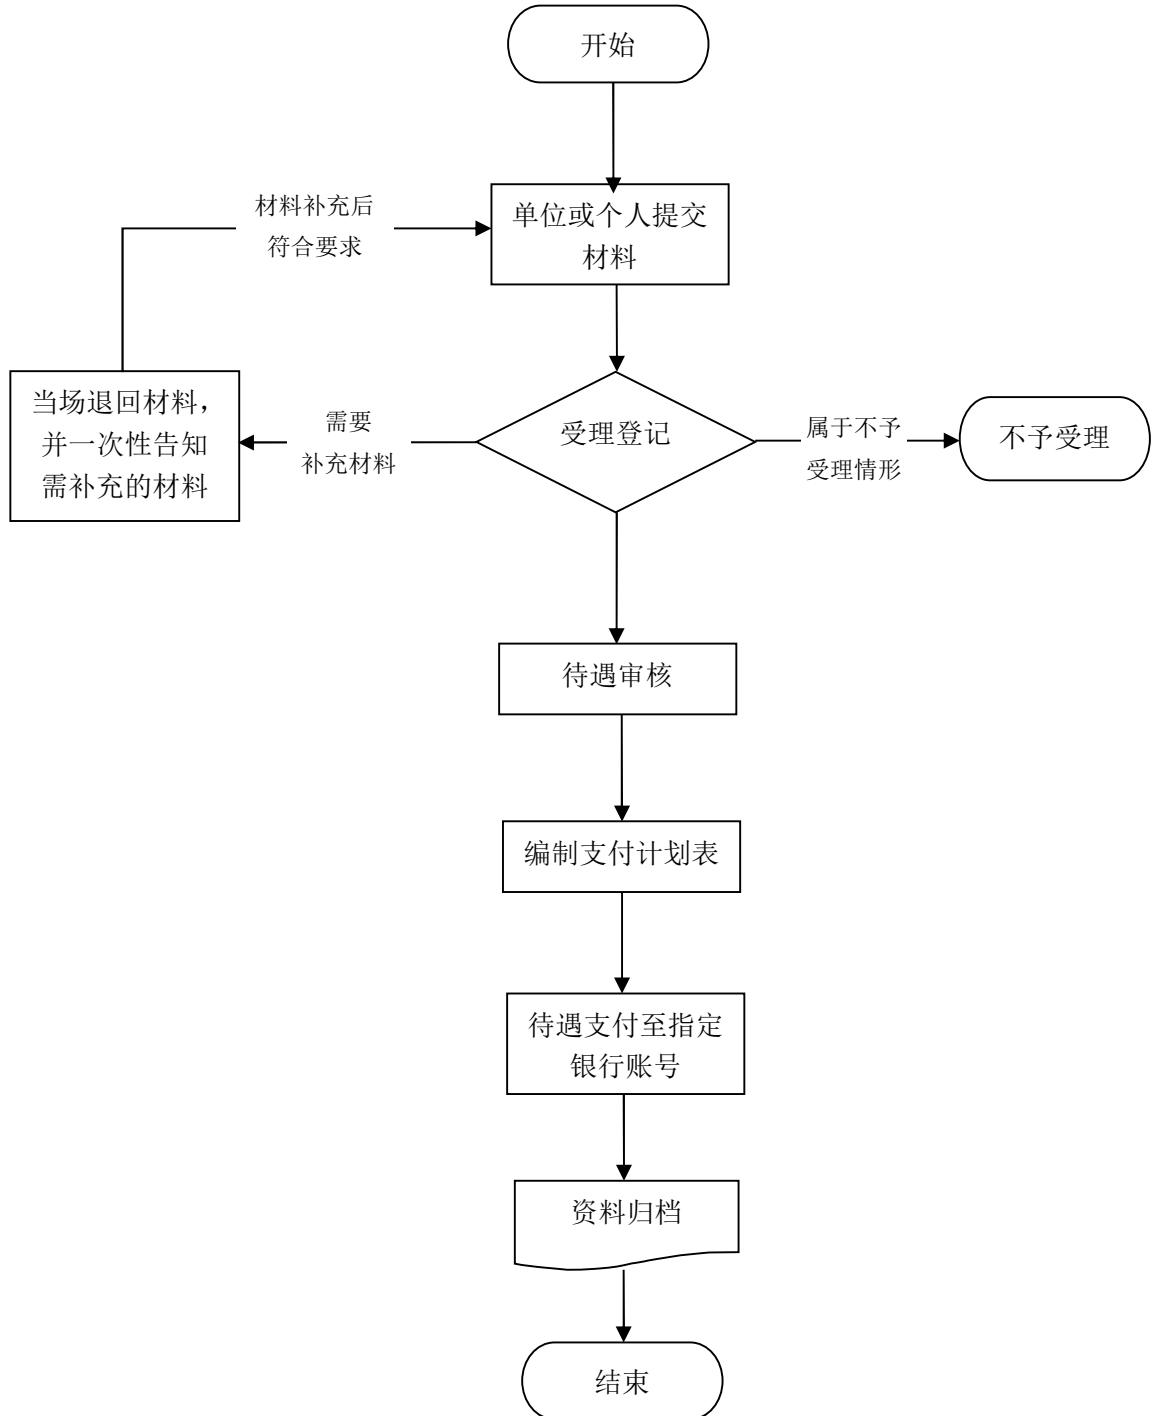 开始
材料补充后
符合要求
单位或个人提交
材料
当场退回材料，
并一次性告知
需补充的材料
需要
补充材料
受理登记
属于不予
受理情形
不予受理
待遇审核
编制支付计划表
待遇支付至指定
银行账号
资料归档
结束